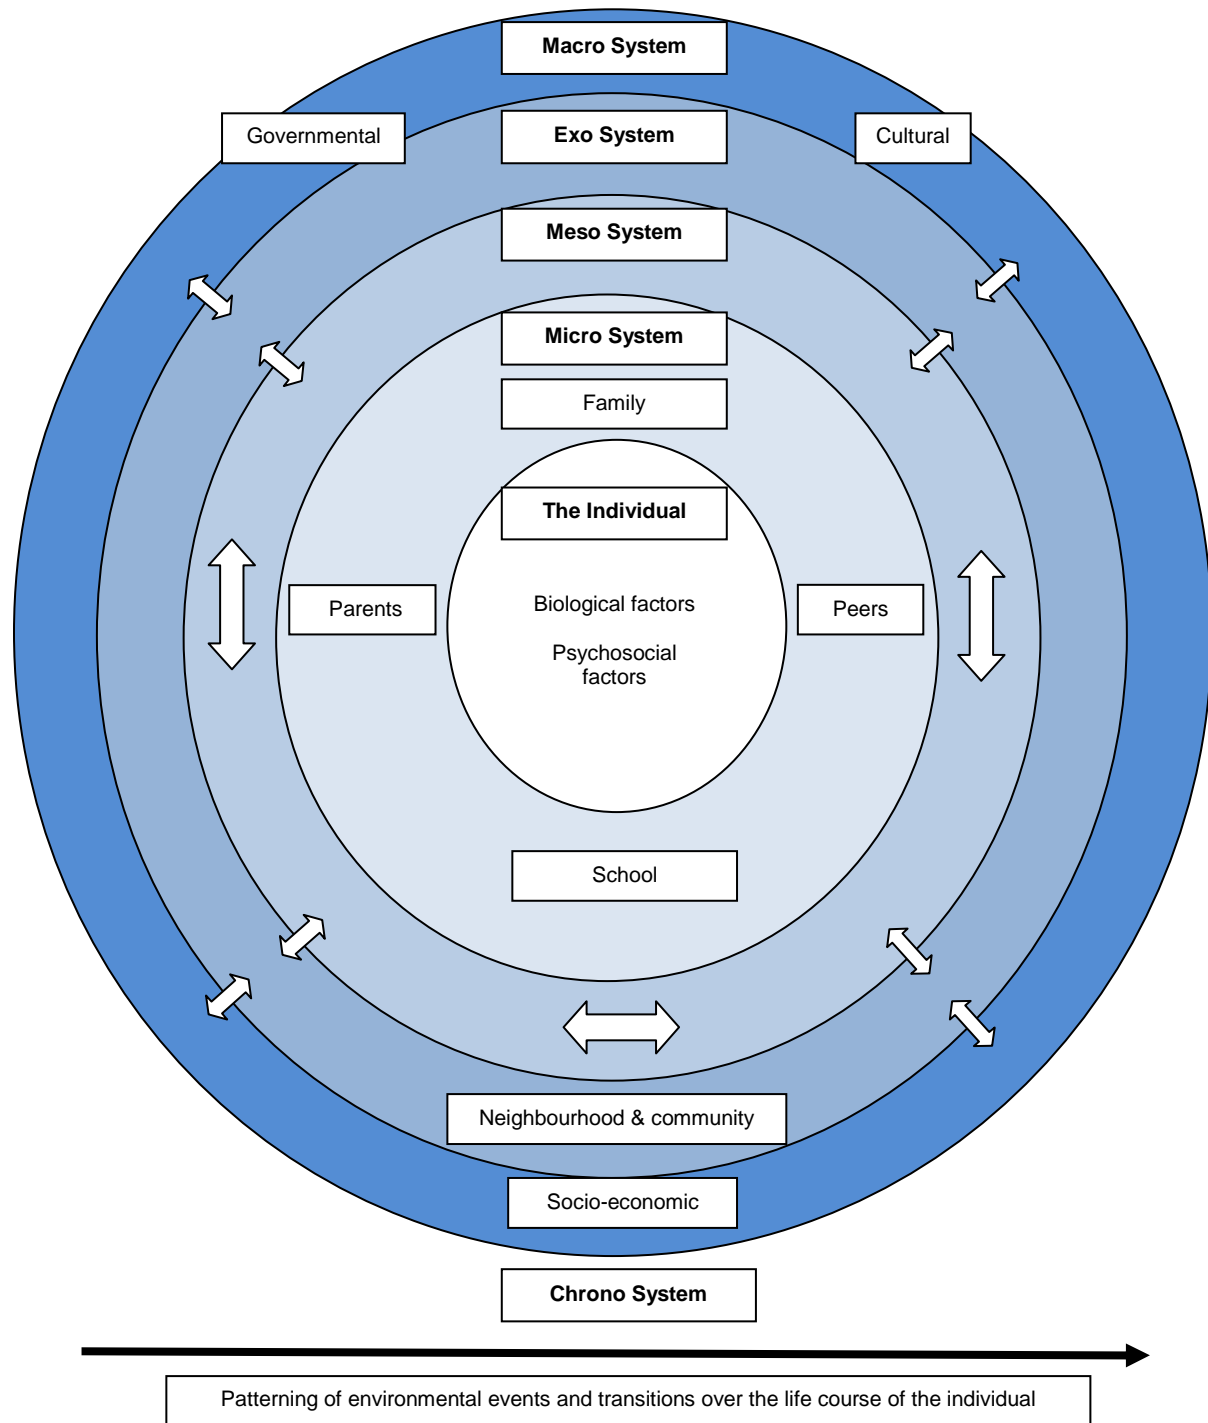 Macro System
Governmental
Exo System
Cultural
Meso System
Micro System
Family
The Individual
Parents
Biological factors
Peers
Psychosocial
factors
School
Neighbourhood & community
Socio-economic
Chrono System
Patterning of environmental events and transitions over the life course of the individual